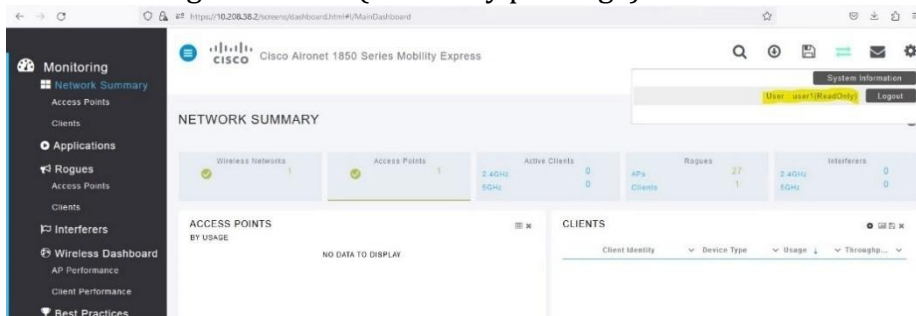 https://10.208.38.2/screens/dashboard.html#!/MainDashboard
CISCO Cisco Aironet 1850 Series Mobility Express
System Information
User user1(ReadOnly) Logout
Monitoring
Network Summary
Access Points
Clients
Applications
Rogues
Access Points
Clients
Interferers
Wireless Dashboard
AP Performance
Client Performance
Best Practices
NETWORK SUMMARY
Wireless Networks
1
Access Points
1
Active Clients
2.4GHz 0
5GHz 0
Rogues
APs 27
Clients 1
Interferers
2.4GHz 0
5GHz 0
ACCESS POINTS
BY USAGE
NO DATA TO DISPLAY
CLIENTS
Client Identity Device Type Usage Throughp...